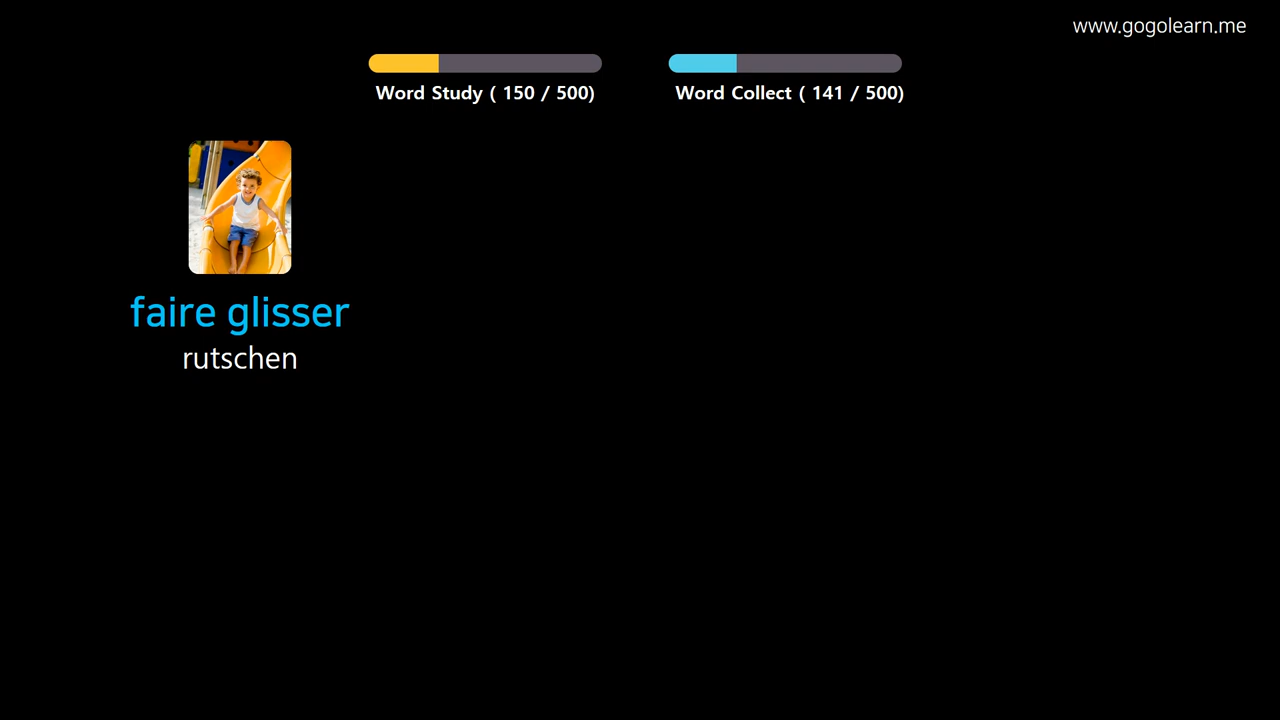 www.gogolearn.me
Word Study ( 150 / 500)
Word Collect ( 141 / 500)
faire glisser
rutschen